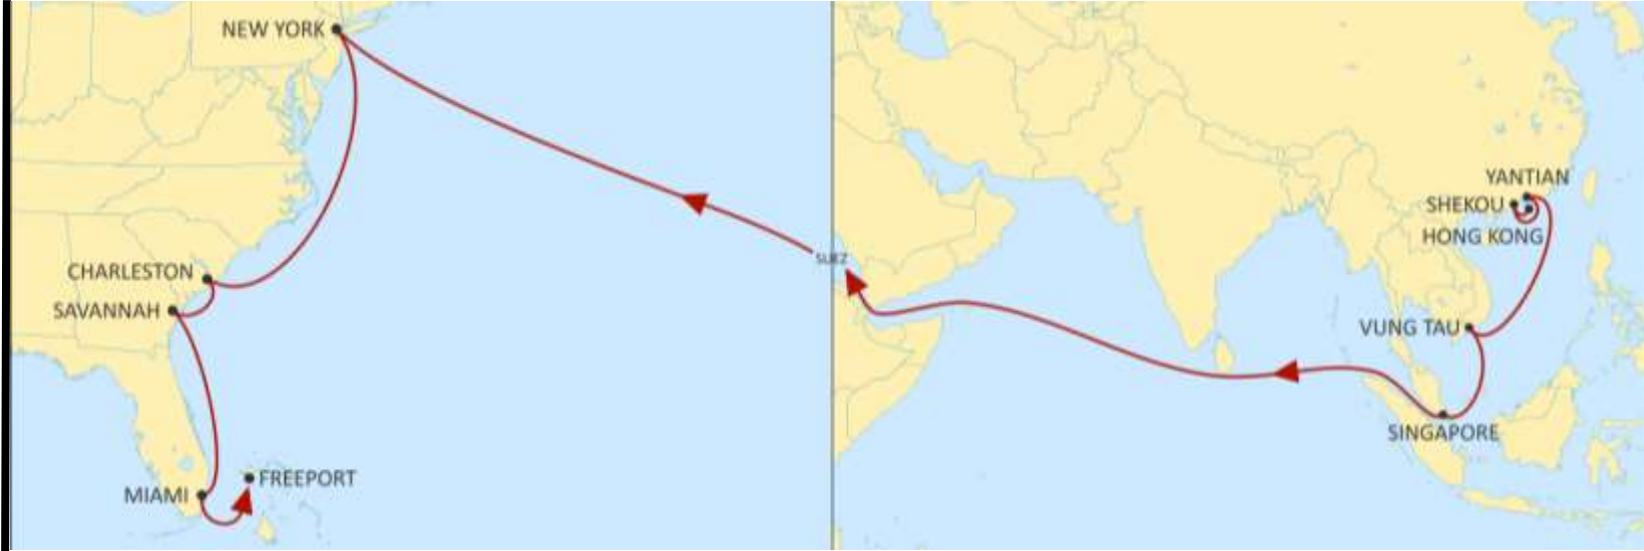 NEW YORK
CHARLESTON
SAVANNAH
MIAMI
FREEPORT
SUEZ
YANTIAN
SHEKOU
HONG KONG
VUNG TAU
SINGAPORE